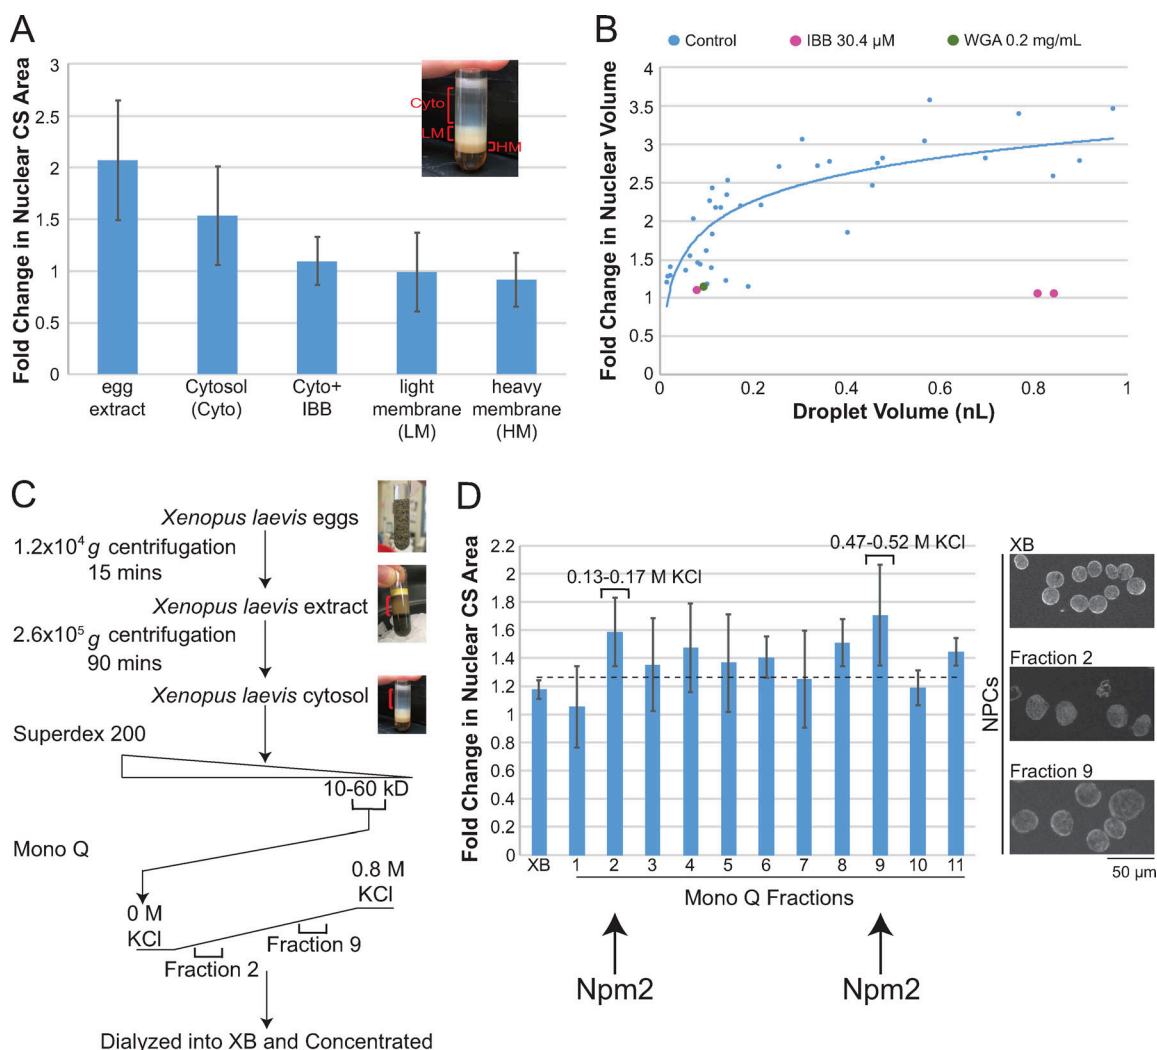 A
Fold Change in Nuclear CS Area
3
2.5
2
1.5
1
0.5
0
Cyto
LM
HM
egg
extract
Cytosol
(Cyto)
Cyto+
IBB
light
membrane
(LM)
heavy
membrane
(HM)
B
Control
IBB 30.4 µM
WGA 0.2 mg/mL
Fold Change in Nuclear Volume
4
3.5
3
2.5
2
1.5
1
0.5
0
0 0.2 0.4 0.6 0.8 1
Droplet Volume (nL)
C
Xenopus laevis eggs
1.2x10⁴ g centrifugation
15 mins
Xenopus laevis extract
2.6x10⁵ g centrifugation
90 mins
Xenopus laevis cytosol
Superdex 200
10-60 kD
Mono Q
0.8 M
KCl
0 M
KCl
Fraction 9
Fraction 2
Dialyzed into XB and Concentrated
D
Fold Change in Nuclear CS Area
2.2
2
1.8
1.6
1.4
1.2
1
0.8
0.6
0.4
0.2
0
0.13-0.17 M KCl
0.47-0.52 M KCl
XB 1 2 3 4 5 6 7 8 9 10 11
Mono Q Fractions
Npm2
Npm2
NPCs
XB
Fraction 2
Fraction 9
50 µm